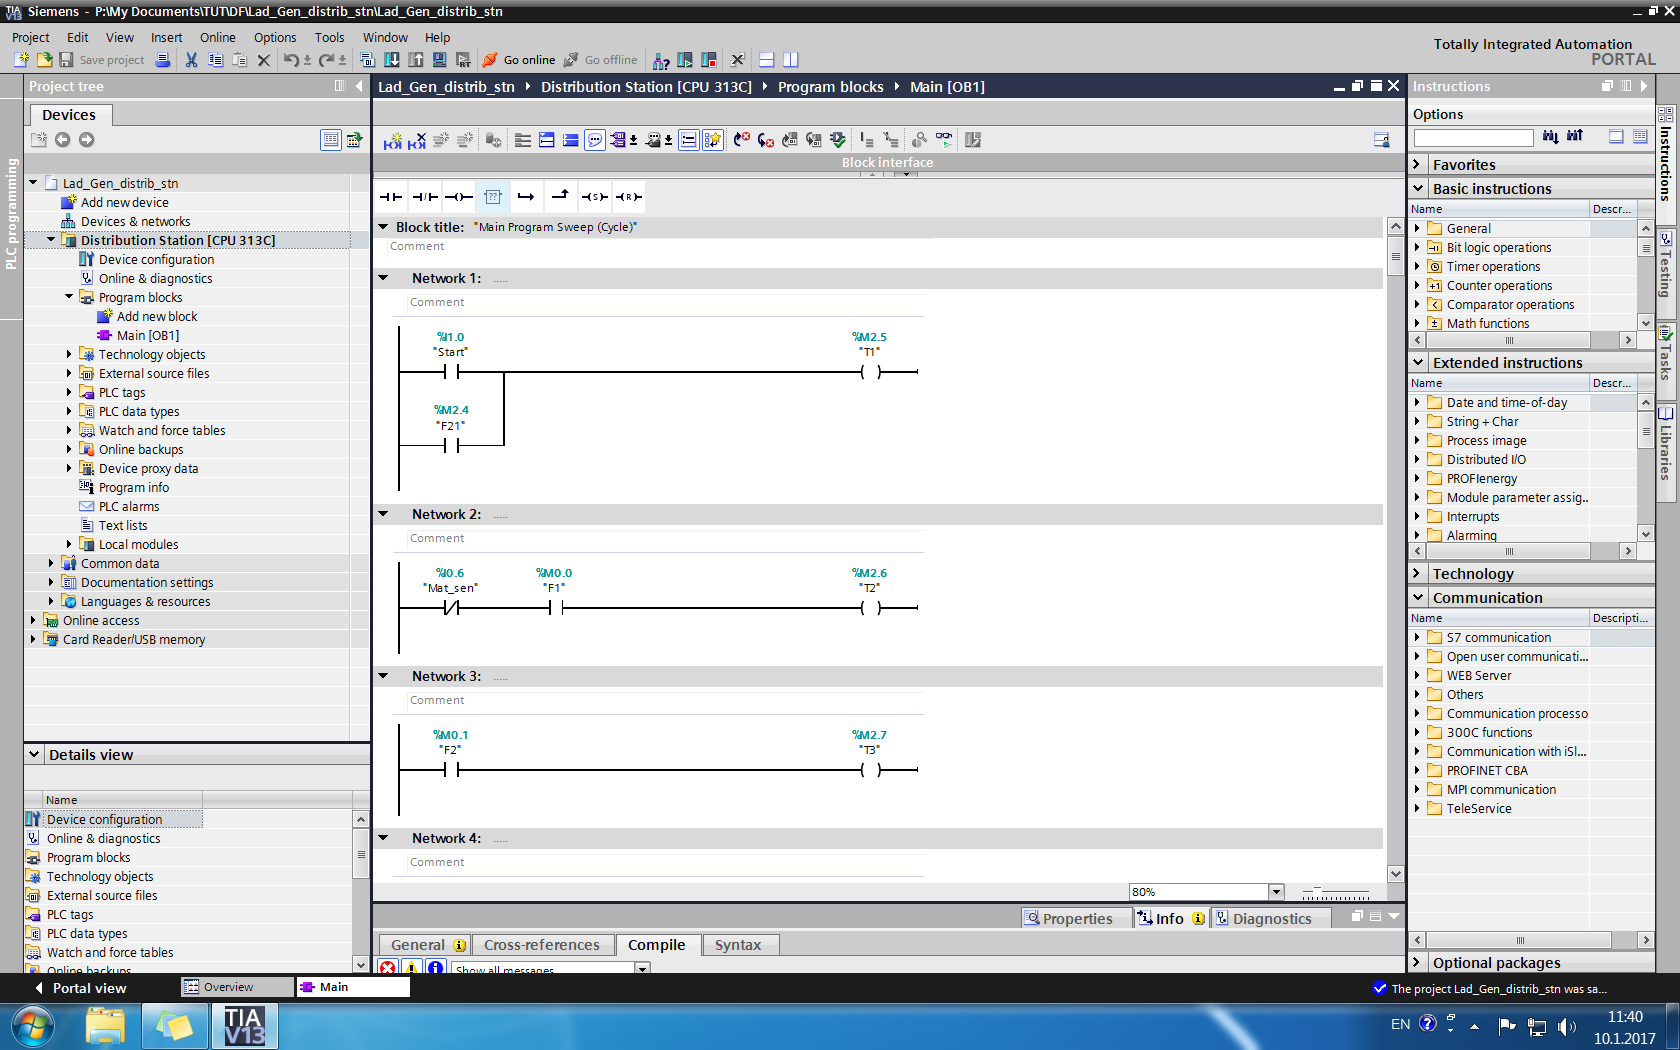 TIA V13
Siemens - P:\My Documents\TUT\DF\Lad_Gen_distrib_stn\Lad_Gen_distrib_stn
Project Edit View Insert Online Options Tools Window Help
Save project
Go online
Go offline
Totally Integrated Automation
PORTAL
Project tree
Devices
PLC programming
Lad_Gen_distrib_stn
Add new device
Devices & networks
Distribution Station [CPU 313C]
Device configuration
Online & diagnostics
Program blocks
Add new block
Main [OB1]
Technology objects
External source files
PLC tags
PLC data types
Watch and force tables
Online backups
Device proxy data
Program info
PLC alarms
Text lists
Local modules
Common data
Documentation settings
Languages & resources
Online access
Card Reader/USB memory
Details view
Name
Device configuration
Online & diagnostics
Program blocks
Technology objects
External source files
PLC tags
PLC data types
Watch and force tables
Online backups
Lad_Gen_distrib_stn Distribution Station [CPU 313C] Program blocks Main [OB1]
Block interface
??
S
R
Block title: "Main Program Sweep (Cycle)"
Comment
Network 1: .....
Comment
%I1.0
"Start"
%M2.5
"T1"
%M2.4
"F21"
Network 2: .....
Comment
%I0.6
"Mat_sen"
%M0.0
"F1"
%M2.6
"T2"
Network 3: .....
Comment
%M0.1
"F2"
%M2.7
"T3"
Network 4: .....
Comment
80%
Properties Info Diagnostics
General Cross-references Compile Syntax
Show all messages
Instructions
Options
Favorites
Basic instructions
Name Descr...
General
Bit logic operations
Timer operations
Counter operations
Comparator operations
Math functions
Extended instructions
Name Descr...
Date and time-of-day
String + Char
Process image
Distributed I/O
PROFIenergy
Module parameter assig..
Interrupts
Alarming
Technology
Communication
Name Descripti...
S7 communication
Open user communicati...
WEB Server
Others
Communication processo
300C functions
Communication with iSl...
PROFINET CBA
MPI communication
TeleService
Optional packages
Instructions
Testing
Tasks
Libraries
Portal view
Overview
Main
The project Lad_Gen_distrib_stn was sa...
TIA V13
EN
11:40
10.1.2017